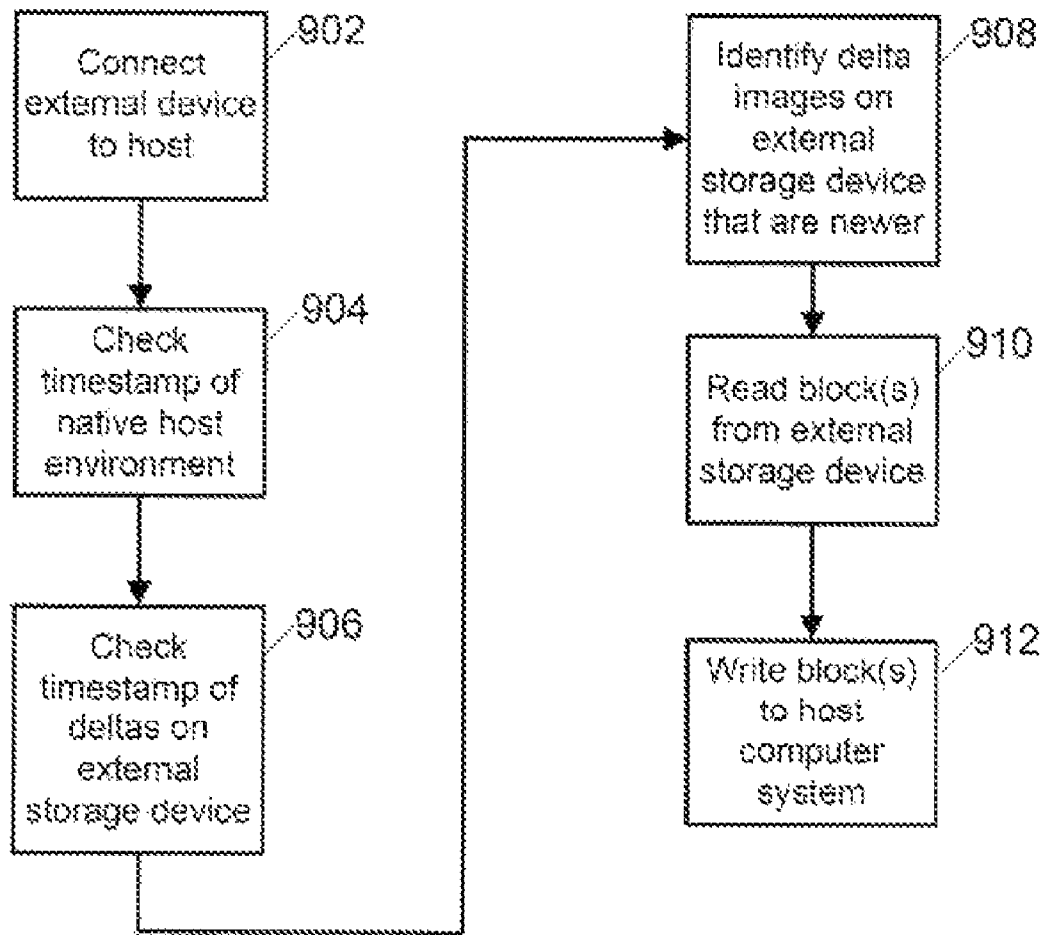 902
Connect
external device
to host
904
Check
timestamp of
native host
environment
906
Check
timestamp of
deltas on
external
storage device
908
Identify delta
images on
external
storage device
that are newer
910
Read block(s)
from external
storage device
912
Write block(s)
to host
computer
system